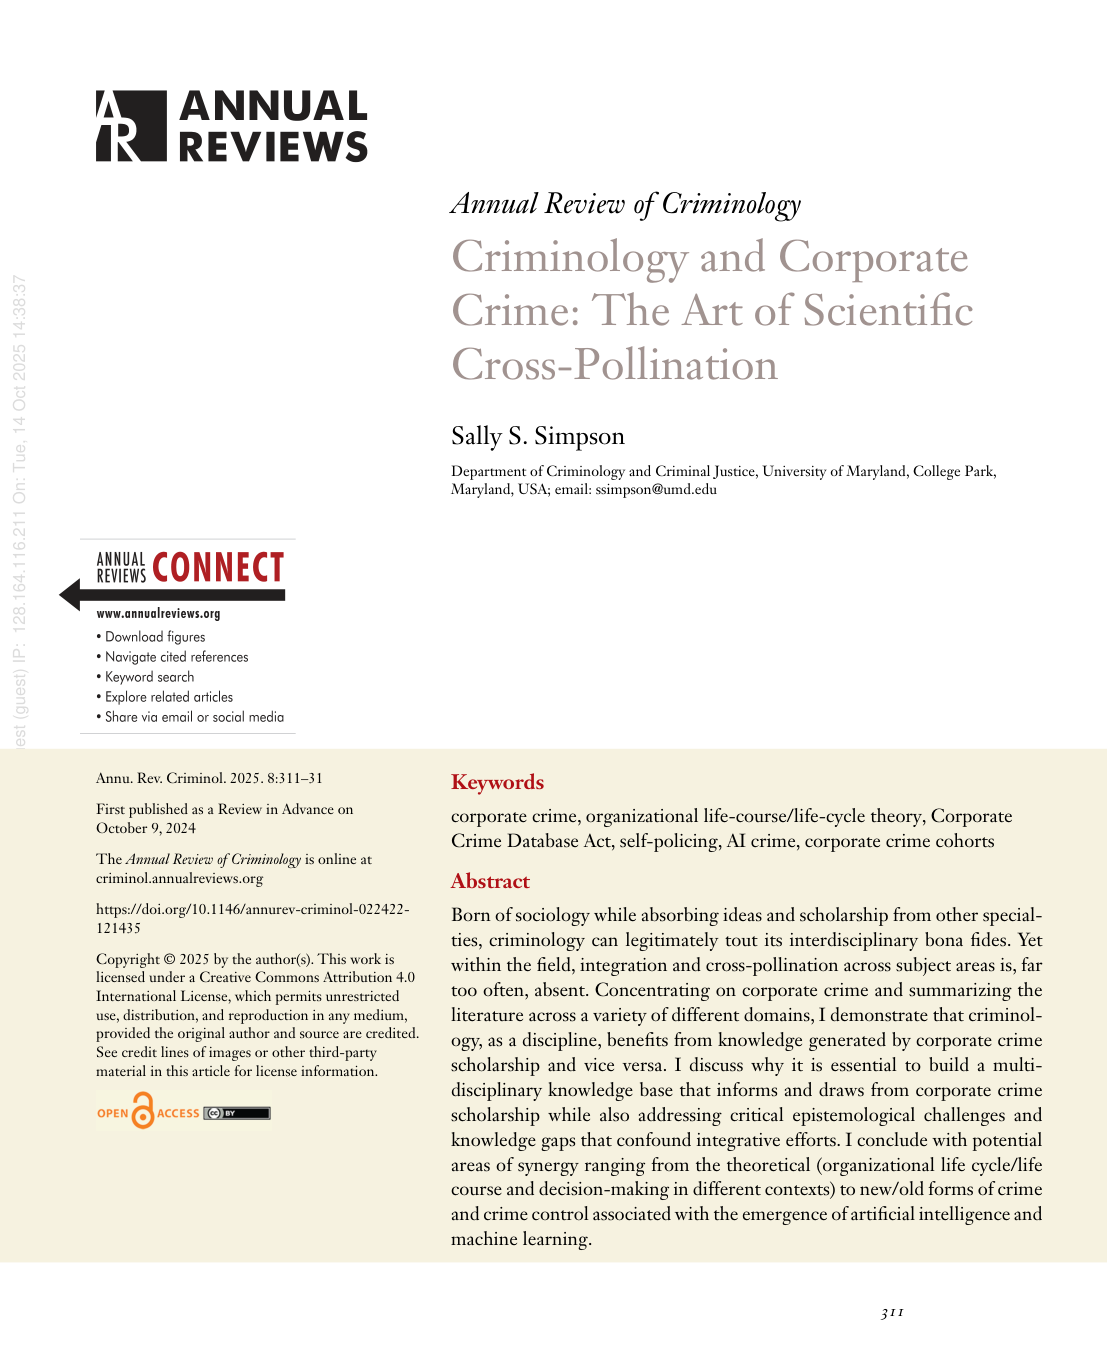 ANNUAL
REVIEWS
Annual Review of Criminology
Criminology and Corporate
Crime: The Art of Scientific
Cross-Pollination
Sally S. Simpson
Department of Criminology and Criminal Justice, University of Maryland, College Park,
Maryland, USA; email: ssimpson@umd.edu
est (guest) IP: 128.164.116.211 On: Tue, 14 Oct 2025 14:38:37
ANNUAL REVIEWS CONNECT
www.annualreviews.org
• Download figures
• Navigate cited references
• Keyword search
• Explore related articles
• Share via email or social media
Annu. Rev. Criminol. 2025. 8:311–31
First published as a Review in Advance on
October 9, 2024
The Annual Review of Criminology is online at
criminol.annualreviews.org
https://doi.org/10.1146/annurev-criminol-022422-
121435
Copyright © 2025 by the author(s). This work is
licensed under a Creative Commons Attribution 4.0
International License, which permits unrestricted
use, distribution, and reproduction in any medium,
provided the original author and source are credited.
See credit lines of images or other third-party
material in this article for license information.
OPEN ACCESS cc BY
Keywords
corporate crime, organizational life-course/life-cycle theory, Corporate
Crime Database Act, self-policing, AI crime, corporate crime cohorts
Abstract
Born of sociology while absorbing ideas and scholarship from other special-
ties, criminology can legitimately tout its interdisciplinary bona fides. Yet
within the field, integration and cross-pollination across subject areas is, far
too often, absent. Concentrating on corporate crime and summarizing the
literature across a variety of different domains, I demonstrate that criminol-
ogy, as a discipline, benefits from knowledge generated by corporate crime
scholarship and vice versa. I discuss why it is essential to build a multi-
disciplinary knowledge base that informs and draws from corporate crime
scholarship while also addressing critical epistemological challenges and
knowledge gaps that confound integrative efforts. I conclude with potential
areas of synergy ranging from the theoretical (organizational life cycle/life
course and decision-making in different contexts) to new/old forms of crime
and crime control associated with the emergence of artificial intelligence and
machine learning.
311